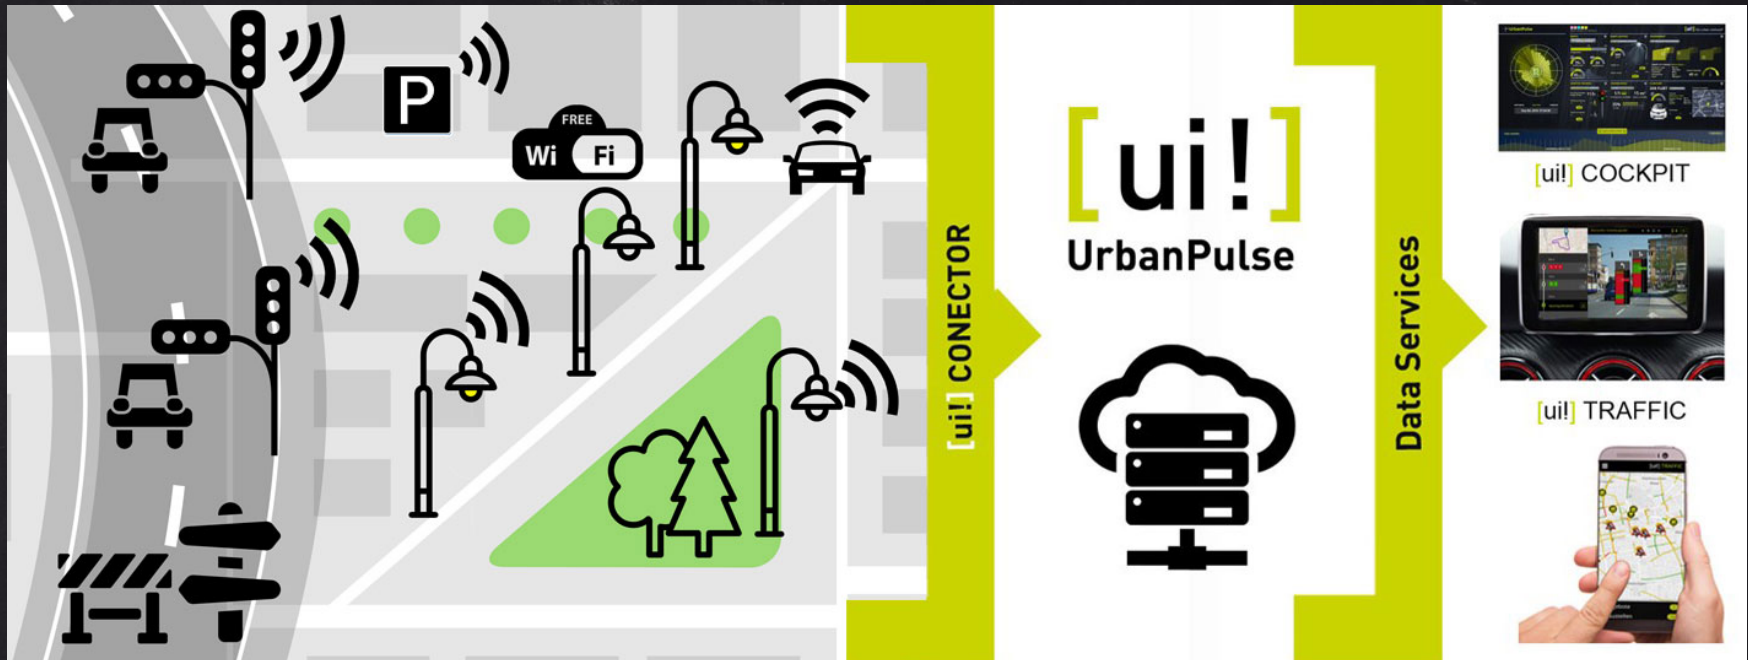 P
FREE
Wi Fi
[ui!] CONECTOR
[ui!]
UrbanPulse
Data Services
[ui!] COCKPIT
[ui!] TRAFFIC